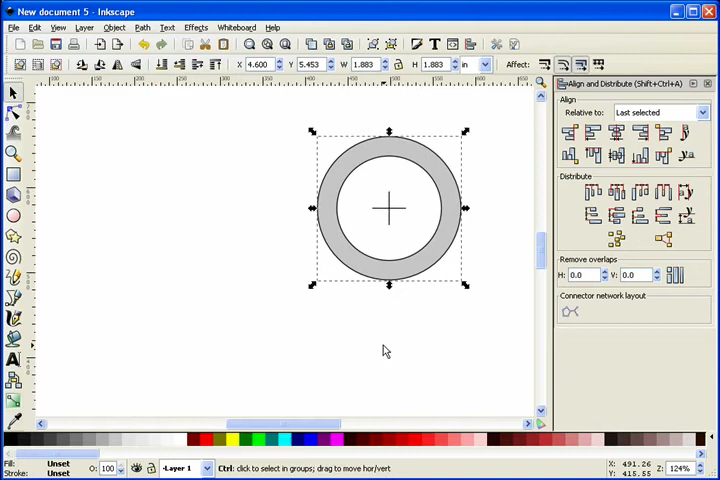 New document 5 - Inkscape
File Edit View Layer Object Path Text Effects Whiteboard Help
X 4.600 Y 5.453 W 1.883 H 1.883 in Affect:
Align and Distribute (Shift+Ctrl+A)
Align
Relative to: Last selected
Distribute
Remove overlaps
H: 0.0 V: 0.0
Connector network layout
Fill: Unset
Stroke: Unset
O: 100
Layer 1
Ctrl: click to select in groups; drag to move hor/vert
X: 491.26
Y: 415.55
Z: 124%